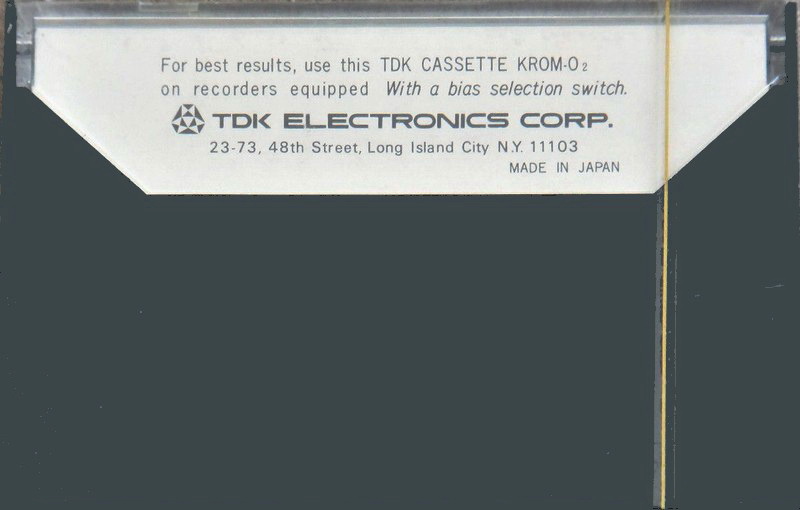 For best results, use this TDK CASSETTE KROM-O₂
on recorders equipped With a bias selection switch.
TDK ELECTRONICS CORP.
23-73, 48th Street, Long Island City N.Y. 11103
MADE IN JAPAN